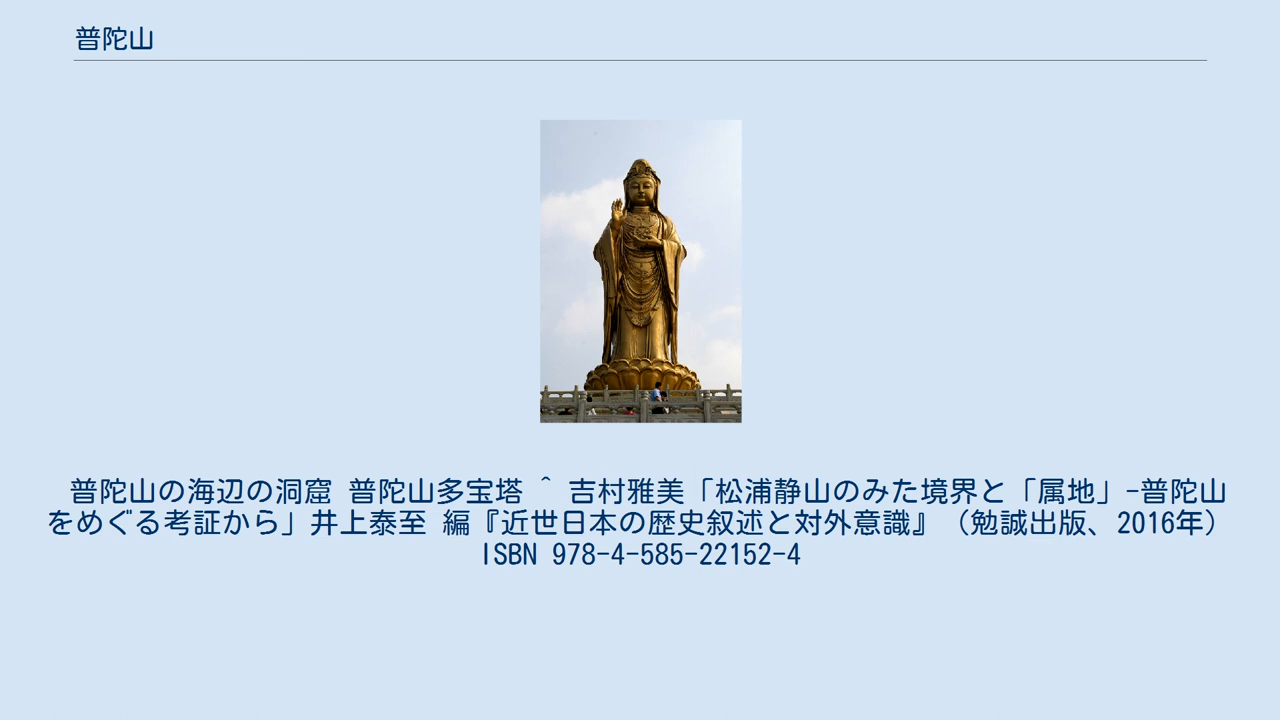 普陀山
普陀山の海辺の洞窟 普陀山多宝塔 ^ 吉村雅美「松浦静山のみた境界と「属地」-普陀山
をめぐる考証から」井上泰至 編『近世日本の歴史叙述と対外意識』（勉誠出版、2016年）
ISBN 978-4-585-22152-4